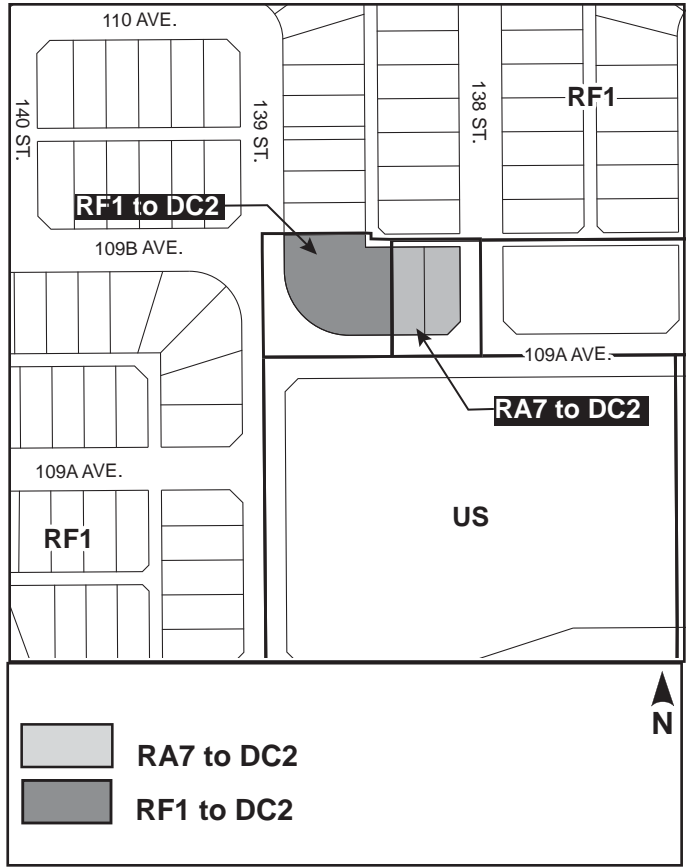 110 AVE.
140 ST.
139 ST.
138 ST.
RF1
RF1 to DC2
109B AVE.
109A AVE.
RA7 to DC2
109A AVE.
US
RF1
N
RA7 to DC2
RF1 to DC2